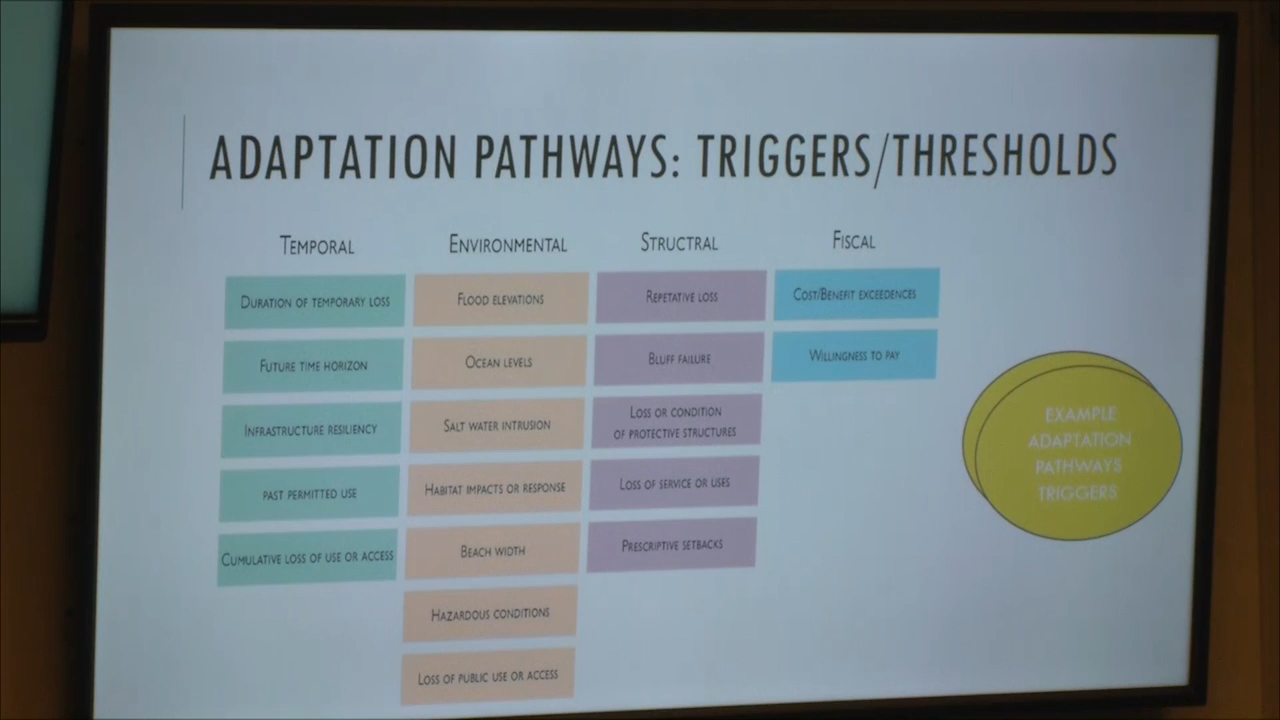 ADAPTATION PATHWAYS: TRIGGERS/THRESHOLDS
TEMPORAL
DURATION OF TEMPORARY LOSS
FUTURE TIME HORIZON
INFRASTRUCTURE RESILIENCY
PAST PERMITTED USE
CUMULATIVE LOSS OF USE OR ACCESS
ENVIRONMENTAL
FLOOD ELEVATIONS
OCEAN LEVELS
SALT WATER INTRUSION
HABITAT IMPACTS OR RESPONSE
BEACH WIDTH
HAZARDOUS CONDITIONS
LOSS OF PUBLIC USE OR ACCESS
STRUCTRAL
REPETATIVE LOSS
BLUFF FAILURE
LOSS OR CONDITION
OF PROTECTIVE STRUCTURES
LOSS OF SERVICE OR USES
PRESCRIPTIVE SETBACKS
FISCAL
COST/BENEFIT EXCEEDENCES
WILLINGNESS TO PAY
EXAMPLE
ADAPTATION
PATHWAYS
TRIGGERS